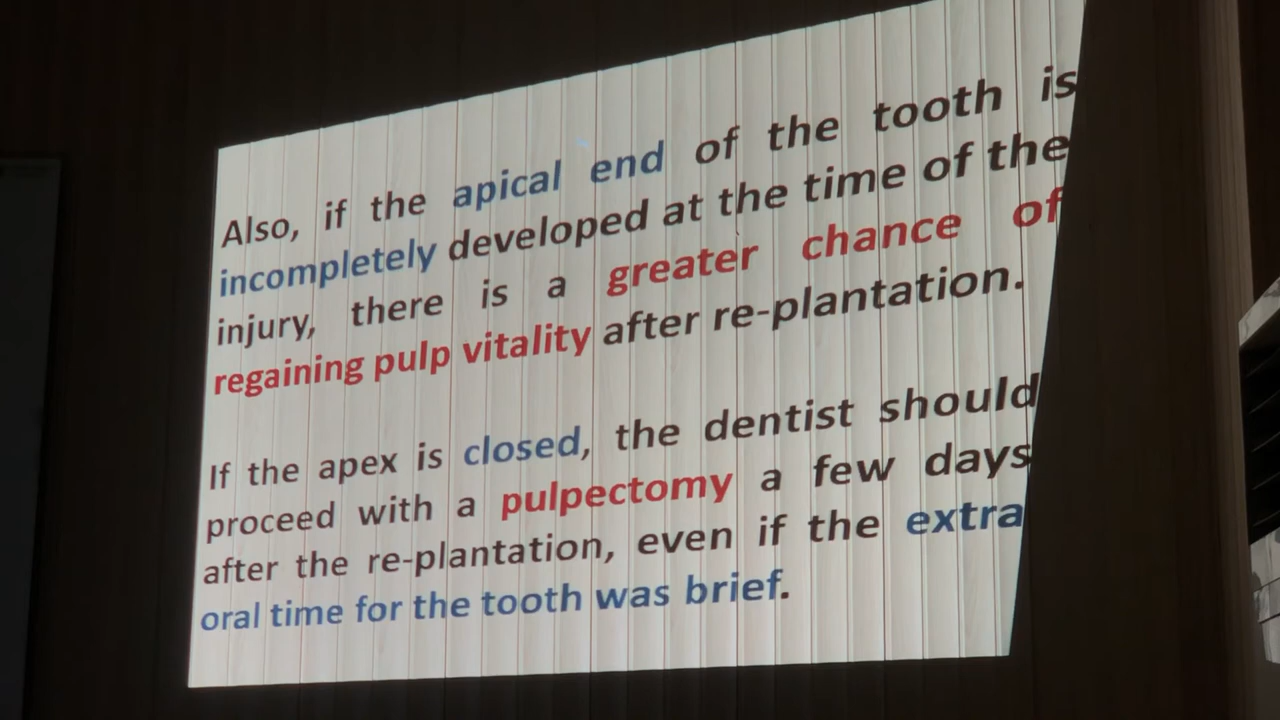 Also, if the apical end of the tooth is
incompletely developed at the time of the
injury, there is a greater chance of
regaining pulp vitality after re-plantation.
If the apex is closed, the dentist should
proceed with a pulpectomy a few days
after the re-plantation, even if the extra
oral time for the tooth was brief.